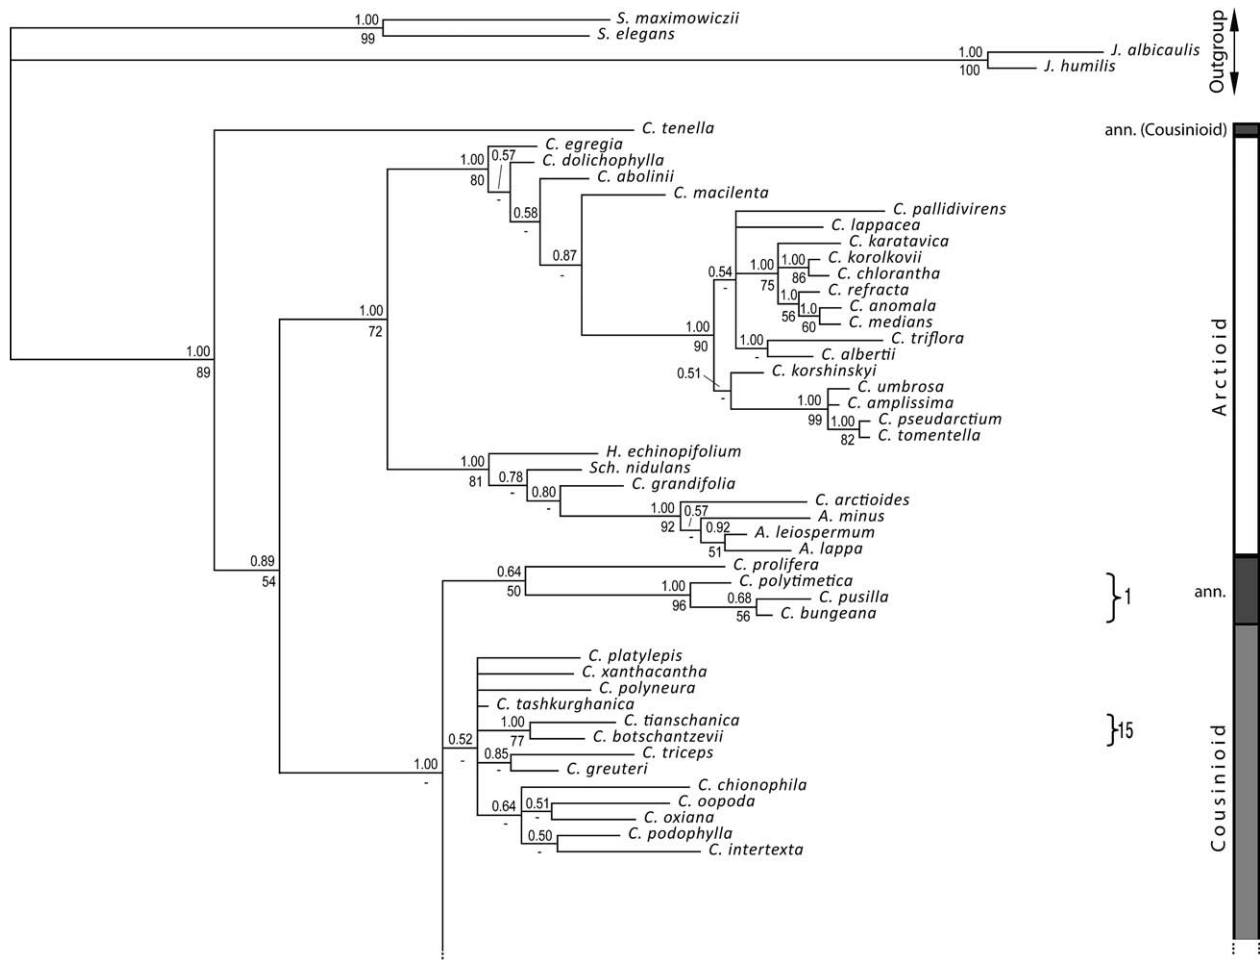 1.00
S. maximowiczii
99
S. elegans
1.00
J. albicaulis
100
J. humilis
Outgroup
C. tenella
ann. (Cousinioid)
C. egregia
1.00
0.57
C. dolichophylla
80
-
C. abolinii
0.58
-
C. macilenta
C. pallidivirens
C. lappacea
C. karatavica
0.87
-
0.54
-
1.00
75
1.00
C. korolkovii
86
C. chlorantha
1.0
C. refracta
56
1.0
C. anomala
60
C. medians
1.00
72
1.00
90
1.00
C. triflora
-
C. albertii
0.51
-
C. korshinskyi
C. umbrosa
1.00
C. amplissima
99
1.00
C. pseudarctium
82
C. tomentella
Arctioid
1.00
89
H. echinopifolium
1.00
81
Sch. nidulans
0.78
-
C. grandifolia
0.80
-
C. arctioides
1.00
92
0.57
-
A. minus
0.92
A. leiospermum
51
A. lappa
0.89
54
C. prolifera
0.64
50
C. polytimetica
1.00
96
0.68
C. pusilla
56
C. bungeana
1
ann.
C. platylepis
C. xanthacantha
C. polyneura
C. tashkurghanica
1.00
C. tianschanica
77
C. botschantzevii
15
0.52
-
0.85
C. triceps
-
C. greuteri
1.00
-
C. chionophila
0.64
-
0.51
C. oopoda
-
C. oxiana
0.50
C. podophylla
-
C. intertexta
Cousinioid